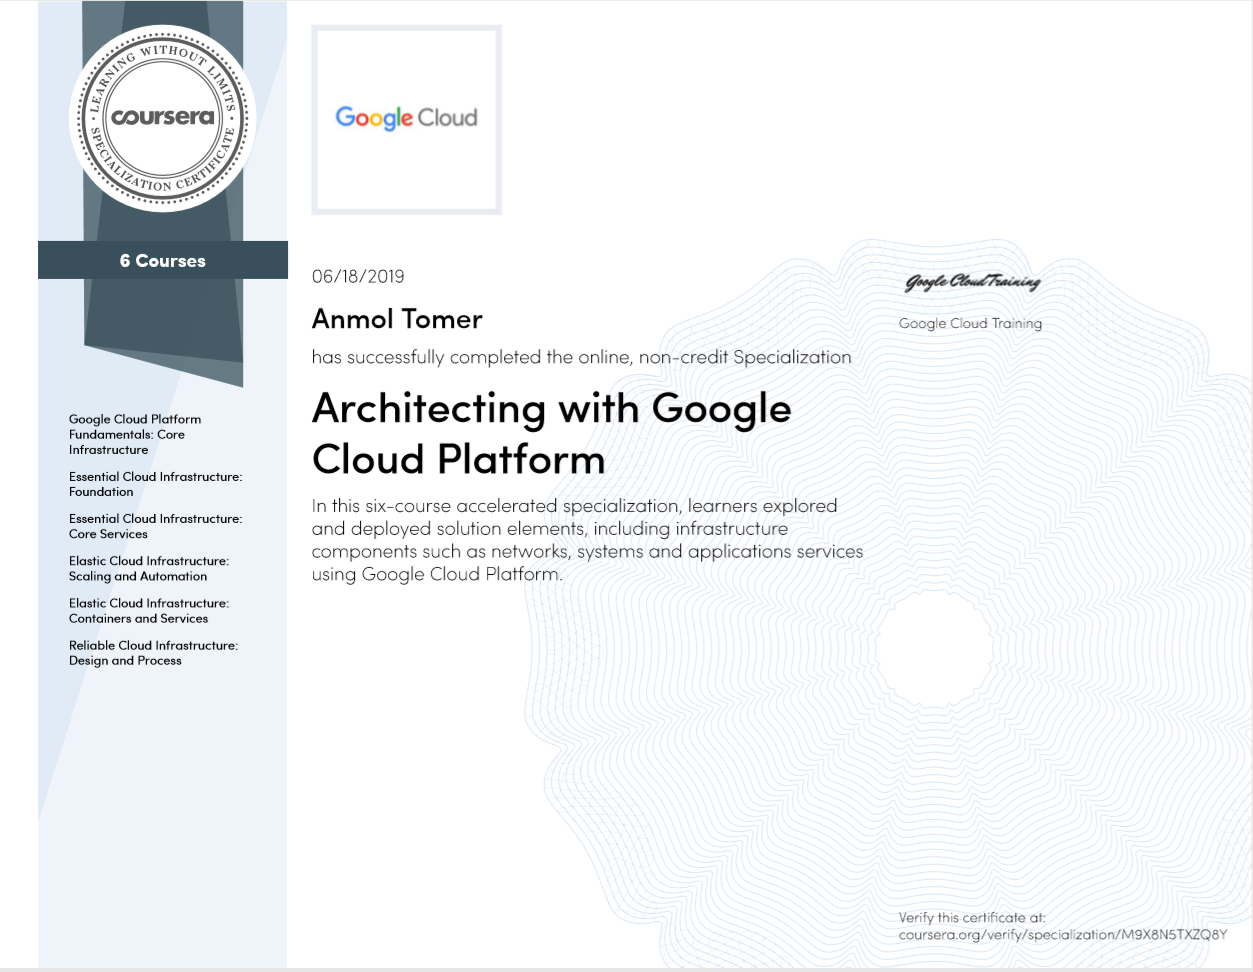 LEARNING WITHOUT LIMITS
coursera
SPECIALIZATION CERTIFICATE
6 Courses
Google Cloud Platform
Fundamentals: Core
Infrastructure
Essential Cloud Infrastructure:
Foundation
Essential Cloud Infrastructure:
Core Services
Elastic Cloud Infrastructure:
Scaling and Automation
Elastic Cloud Infrastructure:
Containers and Services
Reliable Cloud Infrastructure:
Design and Process
Google Cloud
06/18/2019
Anmol Tomer
has successfully completed the online, non-credit Specialization
Architecting with Google
Cloud Platform
In this six-course accelerated specialization, learners explored
and deployed solution elements, including infrastructure
components such as networks, systems and applications services
using Google Cloud Platform.
Google Cloud Training
Google Cloud Training
Verify this certificate at:
coursera.org/verify/specialization/M9X8N5TXZQ8Y